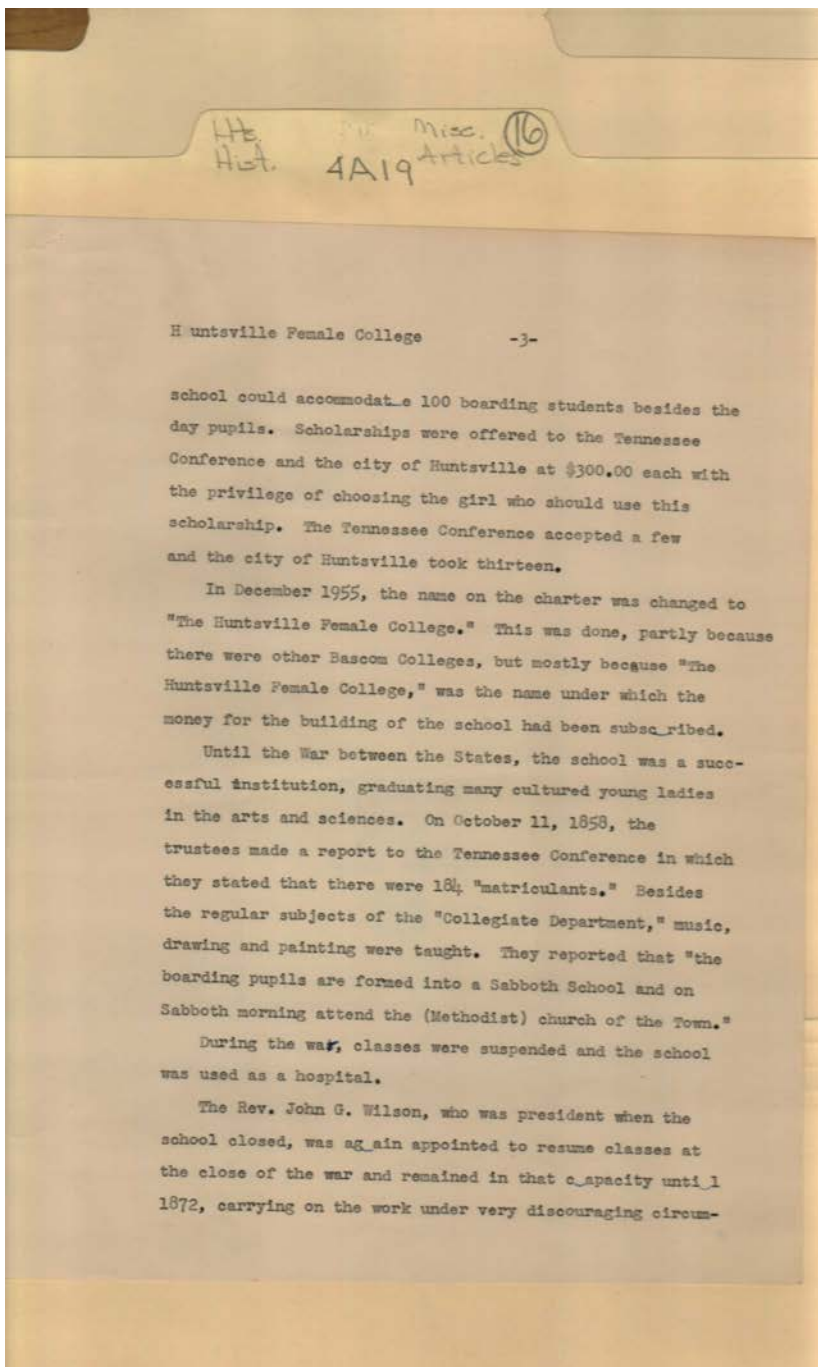 Hts. Misc. 16
Hist. 4A19 Articles
H untsville Female College -3-
school could accommodat e 100 boarding students besides the
day pupils. Scholarships were offered to the Tennessee
Conference and the city of Huntsville at $300.00 each with
the privilege of choosing the girl who should use this
scholarship. The Tennessee Conference accepted a few
and the city of Huntsville took thirteen.
In December 1955, the name on the charter was changed to
"The Huntsville Female College." This was done, partly because
there were other Bascom Colleges, but mostly because "The
Huntsville Female College," was the name under which the
money for the building of the school had been subsc ribed.
Until the War between the States, the school was a succ-
essful institution, graduating many cultured young ladies
in the arts and sciences. On October 11, 1858, the
trustees made a report to the Tennessee Conference in which
they stated that there were 184 "matriculants." Besides
the regular subjects of the "Collegiate Department," music,
drawing and painting were taught. They reported that "the
boarding pupils are formed into a Sabboth School and on
Sabboth morning attend the (Methodist) church of the Town."
During the war, classes were suspended and the school
was used as a hospital.
The Rev. John G. Wilson, who was president when the
school closed, was ag ain appointed to resume classes at
the close of the war and remained in that c apacity unti l
1872, carrying on the work under very discouraging circum-